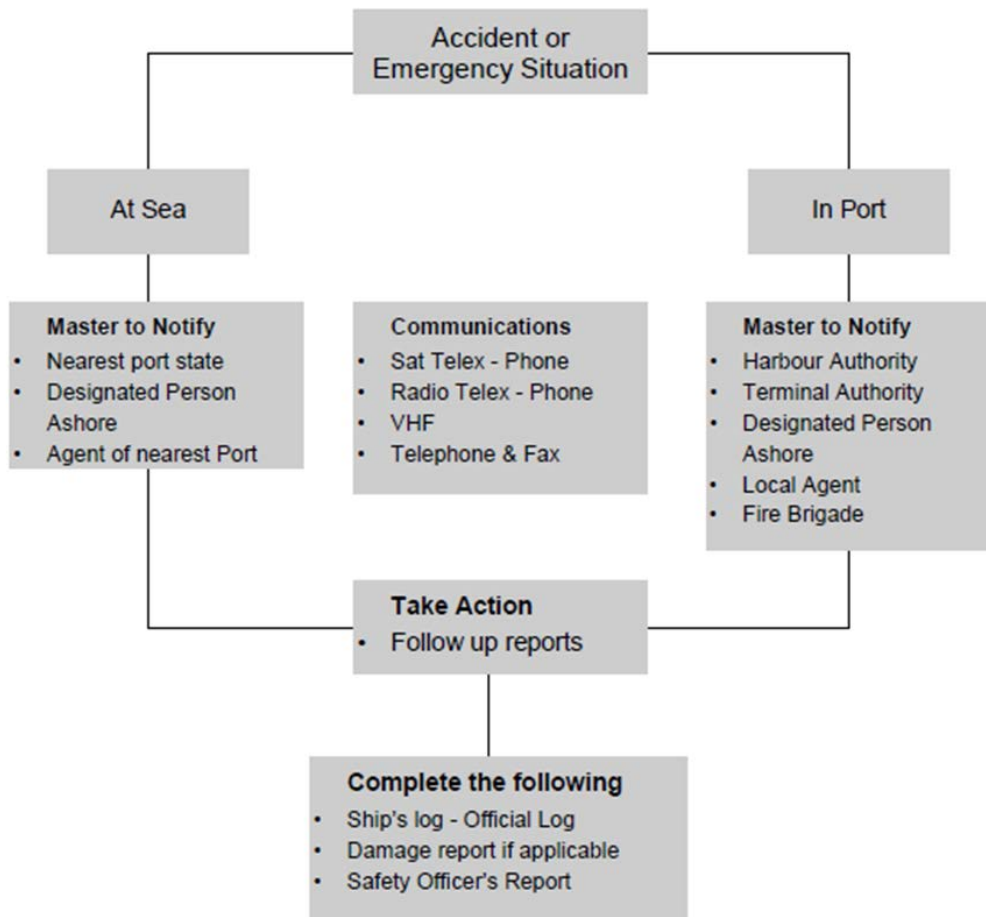 Accident or
Emergency Situation
At Sea
In Port
Master to Notify
• Nearest port state
• Designated Person
Ashore
• Agent of nearest Port
Communications
• Sat Telex - Phone
• Radio Telex - Phone
• VHF
• Telephone & Fax
Master to Notify
• Harbour Authority
• Terminal Authority
• Designated Person
Ashore
• Local Agent
• Fire Brigade
Take Action
• Follow up reports
Complete the following
• Ship's log - Official Log
• Damage report if applicable
• Safety Officer's Report